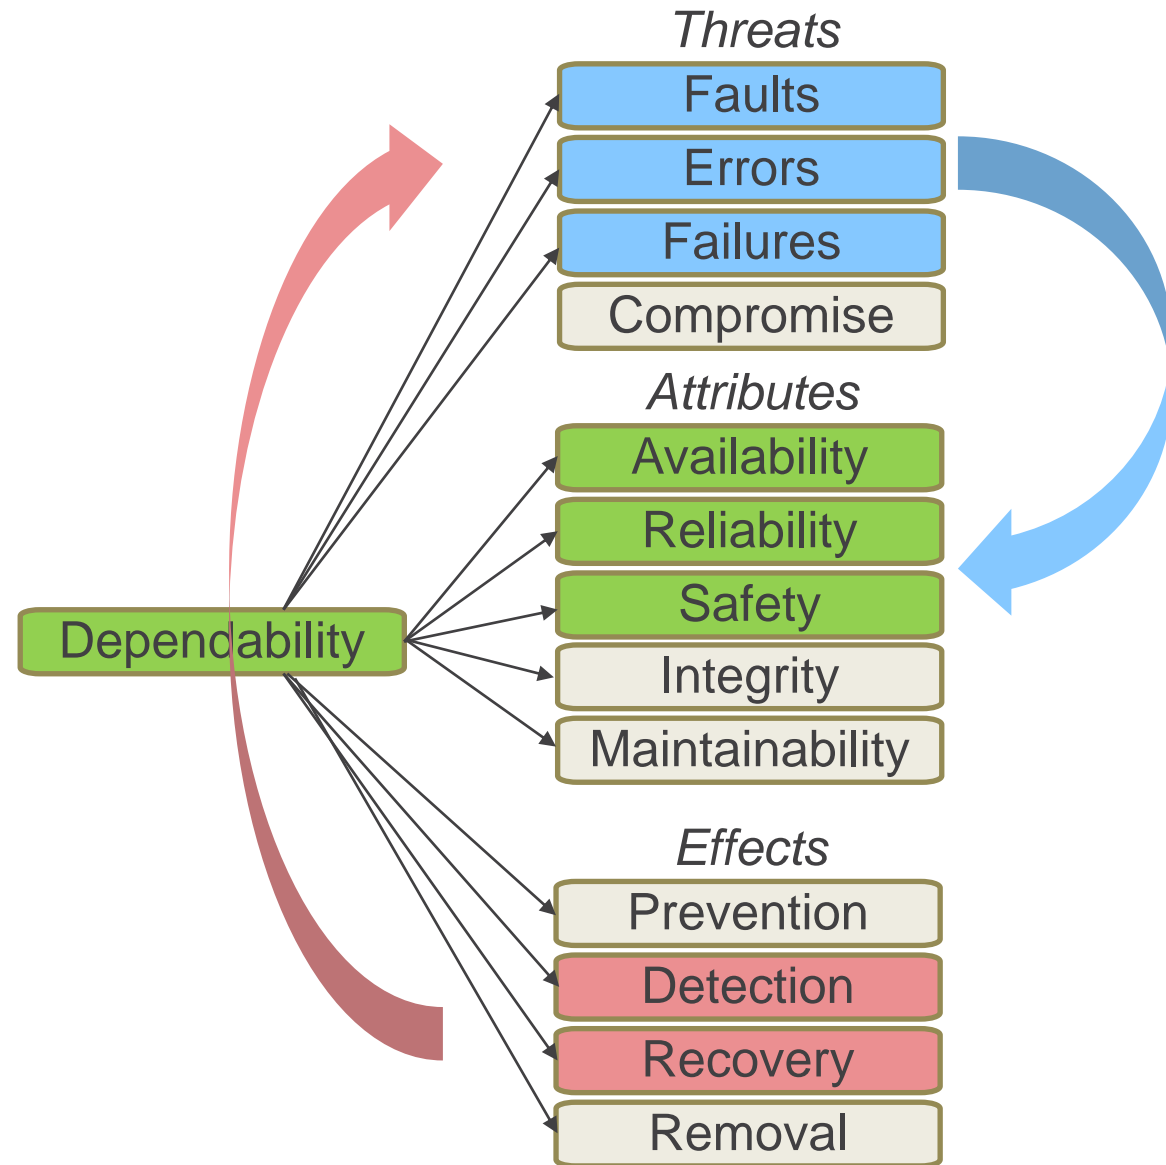 Threats
Faults
Errors
Failures
Compromise
Attributes
Availability
Reliability
Safety
Dependability
Integrity
Maintainability
Effects
Prevention
Detection
Recovery
Removal